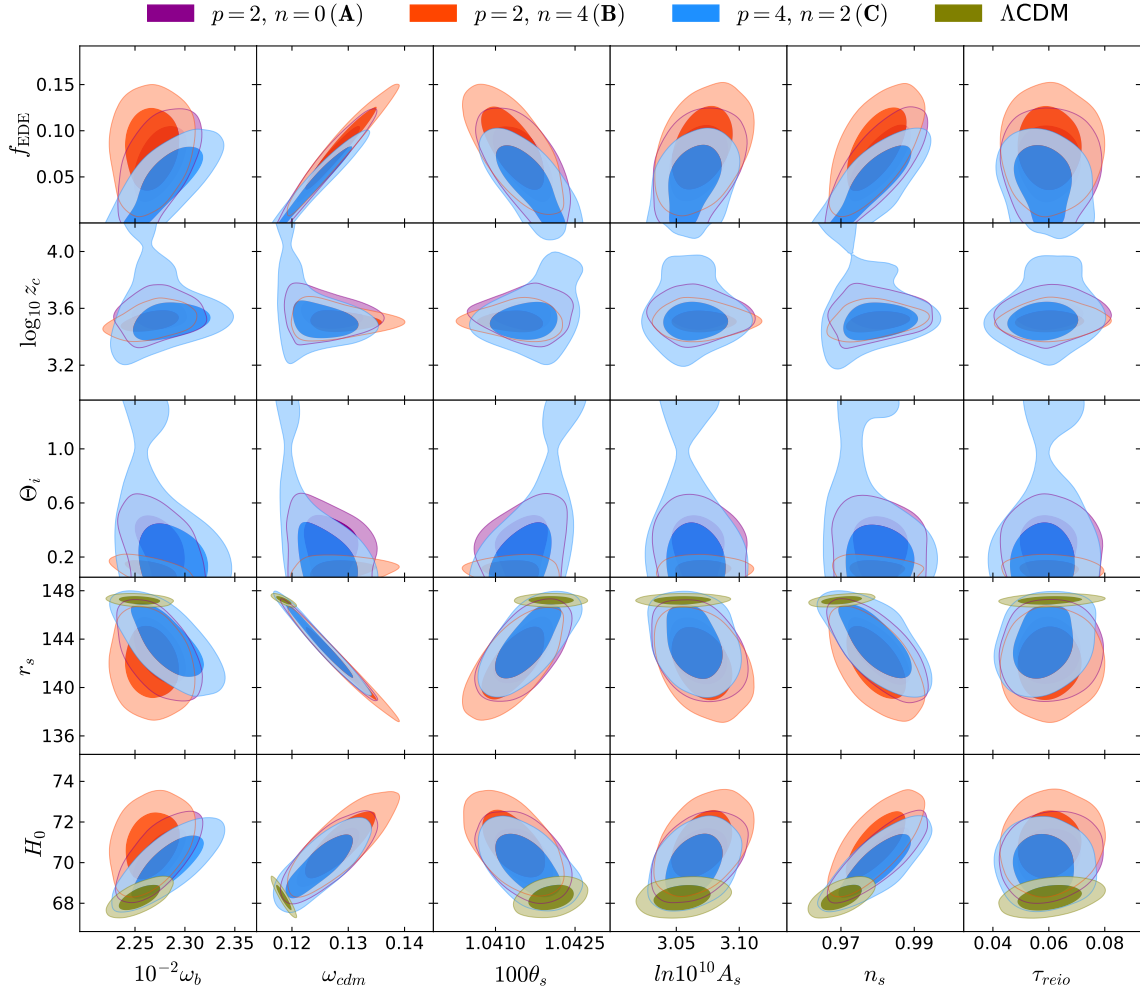 p = 2, n = 0 (A) p = 2, n = 4 (B) p = 4, n = 2 (C) ΛCDM
f_EDE
0.15
0.10
0.05
log₁₀ z_c
4.0
3.6
3.2
Θ_i
1.0
0.6
0.2
r_s
148
144
140
136
H₀
74
72
70
68
2.25 2.30 2.35 0.12 0.13 0.14 1.0410 1.0425 3.05 3.10 0.97 0.99 0.04 0.06 0.08
10⁻²ω_b ω_cdm 100θ_s ln10¹⁰A_s n_s τ_reio